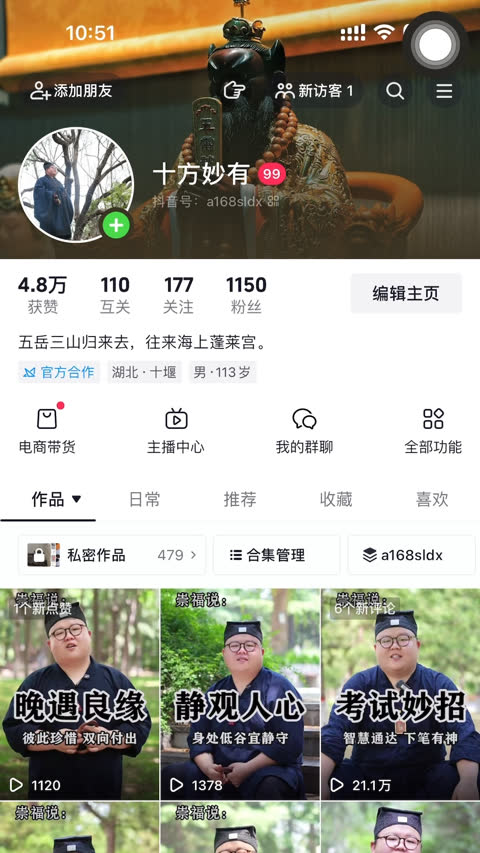 10:51
添加朋友
新访客 1
十方妙有
99
抖音号：a168sldx
4.8万
获赞
110
互关
177
关注
1150
粉丝
编辑主页
五岳三山归来去，往来海上蓬莱宫。
官方合作
湖北·十堰
男·113岁
电商带货
主播中心
我的群聊
全部功能
作品
日常
推荐
收藏
喜欢
私密作品
479
合集管理
a168sldx
崇福说：
1个新点赞
晚遇良缘
彼此珍惜 双向付出
1120
崇福说：
静观人心
身处低谷宜静守
1378
崇福说：
6个新评论
考试妙招
智慧通达 下笔有神
21.1万
崇福说：
崇福说：
崇福说：